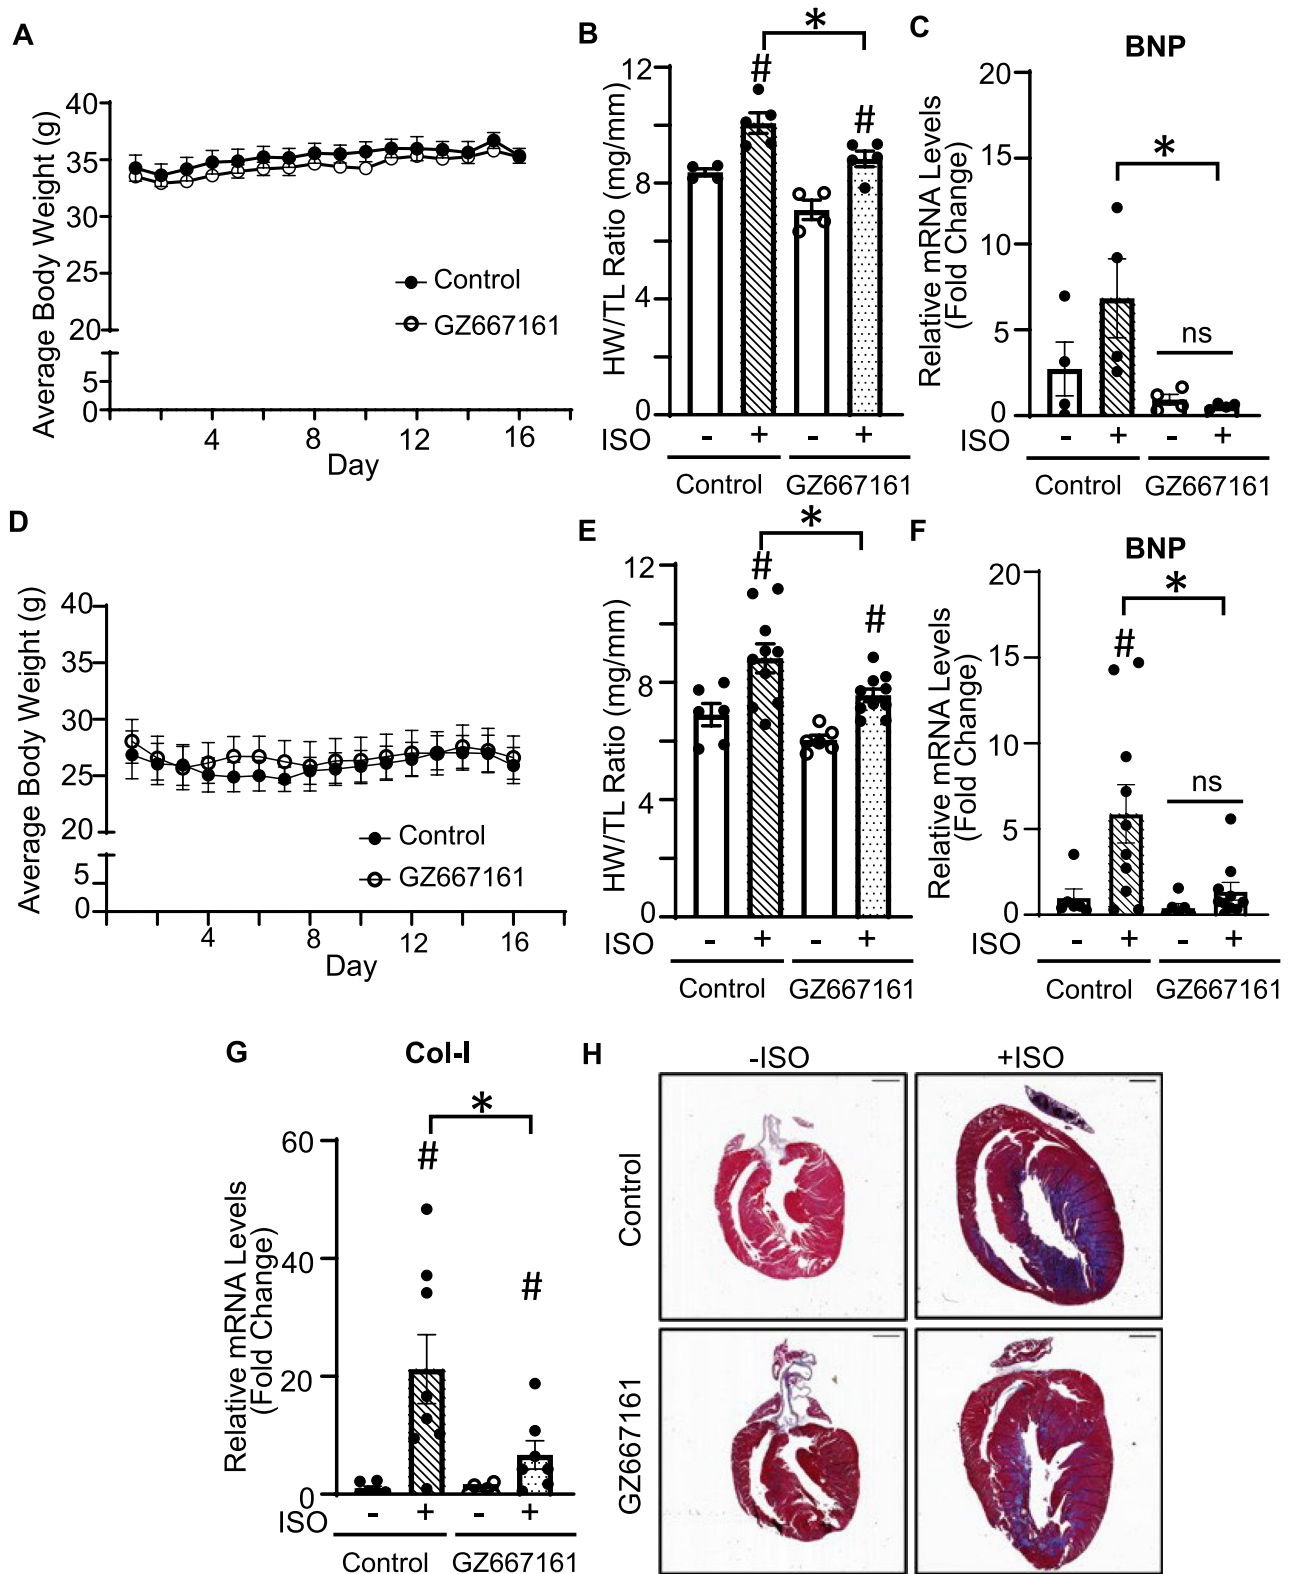 A
Average Body Weight (g)
40
35
30
25
20
5
0
4
8
12
16
Day
Control
GZ667161
B
*
#
#
HW/TL Ratio (mg/mm)
12
8
4
0
ISO - + - +
Control GZ667161
C
BNP
Relative mRNA Levels
(Fold Change)
20
15
10
5
0
*
ns
ISO - + - +
Control GZ667161
D
Average Body Weight (g)
40
35
30
25
20
5
0
4
8
12
16
Day
Control
GZ667161
E
*
#
#
HW/TL Ratio (mg/mm)
12
8
4
0
ISO - + - +
Control GZ667161
F
BNP
Relative mRNA Levels
(Fold Change)
20
15
10
5
0
*
#
ns
ISO - + - +
Control GZ667161
G
Col-I
Relative mRNA Levels
(Fold Change)
60
40
20
0
*
#
#
ISO - + - +
Control GZ667161
H
-ISO +ISO
Control
GZ667161